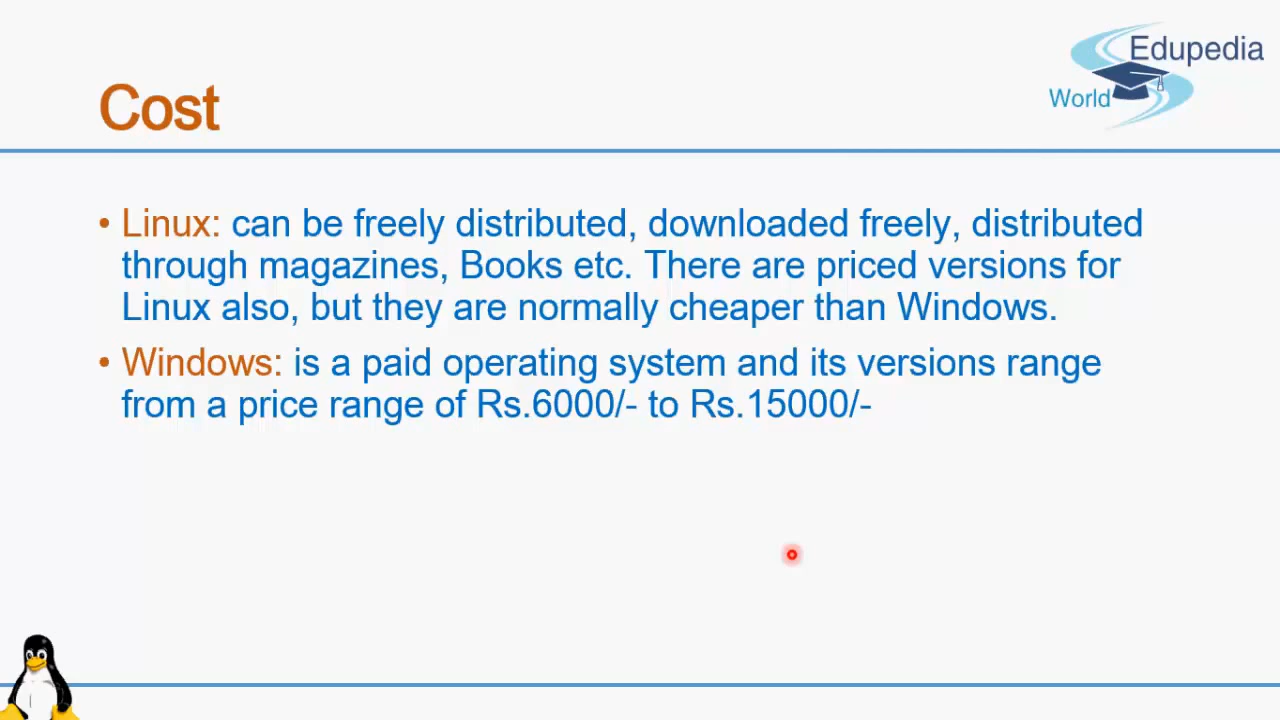 Edupedia
World
Cost
• Linux: can be freely distributed, downloaded freely, distributed
through magazines, Books etc. There are priced versions for
Linux also, but they are normally cheaper than Windows.
• Windows: is a paid operating system and its versions range
from a price range of Rs.6000/- to Rs.15000/-